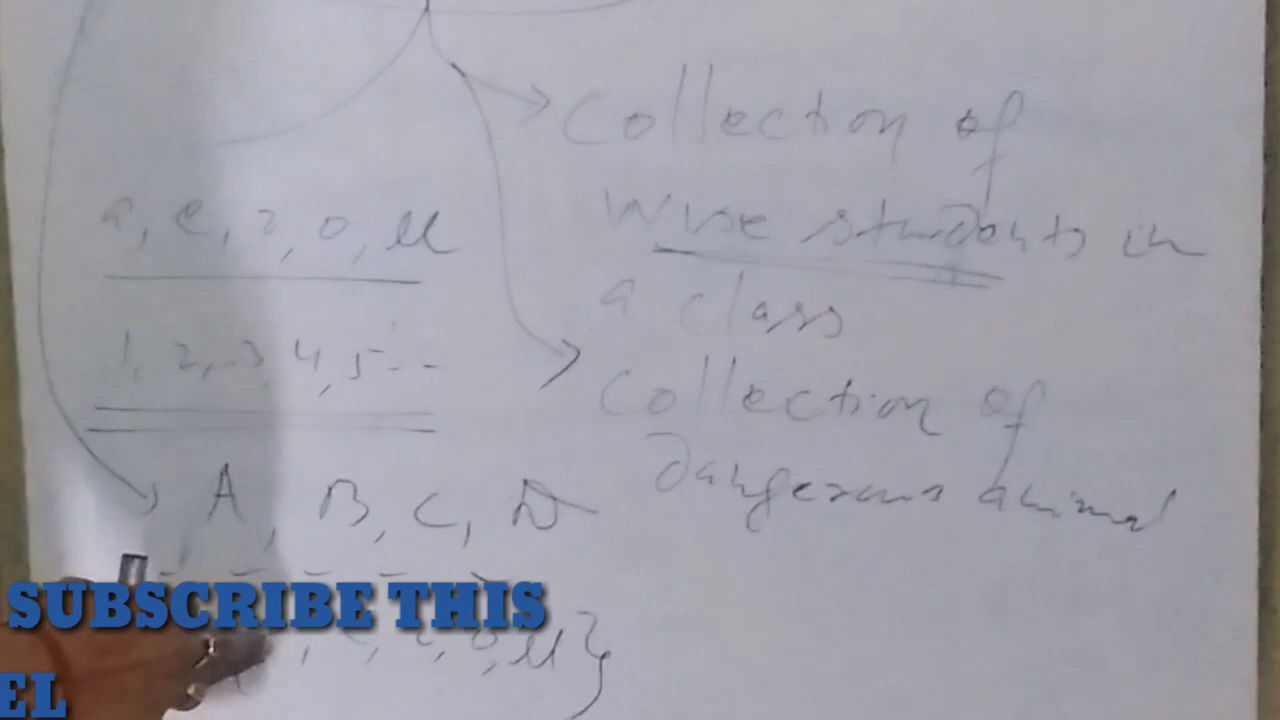 Collection of
wise students in
a class
a, e, i, o, u
1, 2, 3, 4, 5--
Collection of
dangerous animal
A, B, C, D
SUBSCRIBE THIS
, i, o, u}
EL